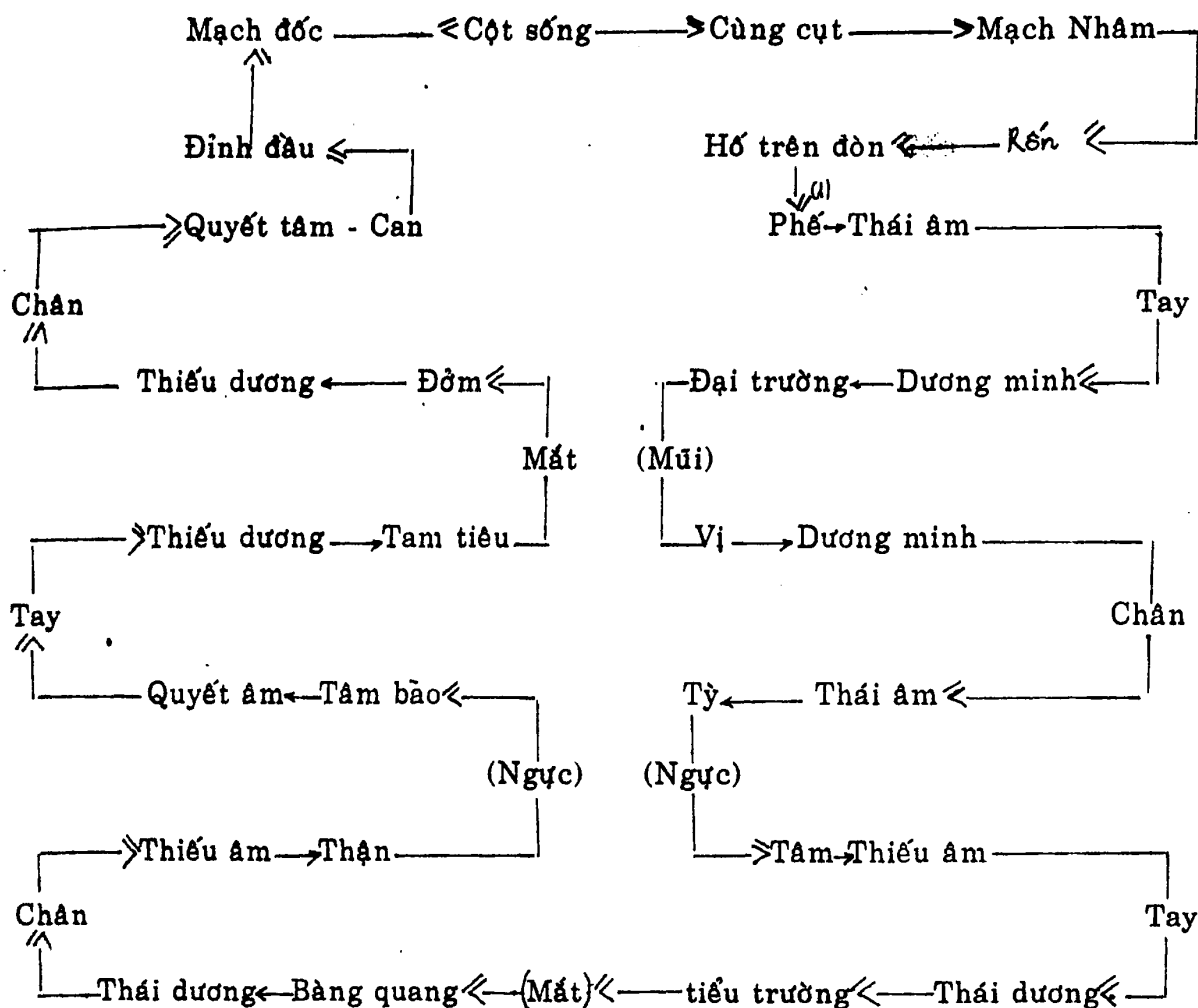 Mạch đốc Cột sống Cùng cụt Mạch Nhâm
Đỉnh đầu Hố trên đòn Rốn
a)
Quyết tâm - Can Phế Thái âm
Chân Tay
Thiếu dương Đởm Đại trường Dương minh
Mắt (Mũi)
Thiếu dương Tam tiêu Vị Dương minh
Tay Chân
Quyết âm Tâm bào Tỳ Thái âm
(Ngực) (Ngực)
Thiếu âm Thận Tâm Thiếu âm
Chân Tay
Thái dương Bàng quang (Mắt) tiểu trường Thái dương